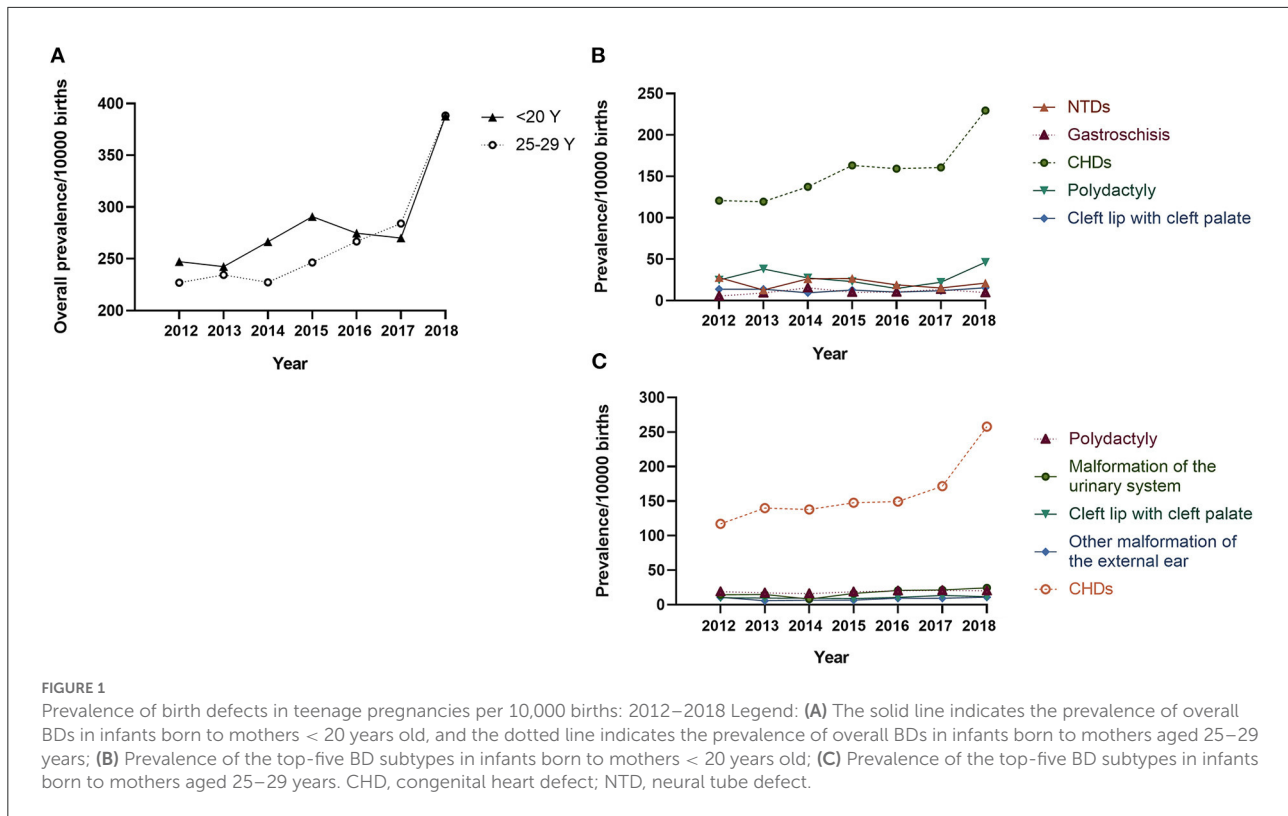 A
Overall prevalence/10000 births
400
350
300
250
200
2012 2013 2014 2015 2016 2017 2018
Year
<20 Y
25-29 Y
B
Prevalence/10000 births
250
200
150
100
50
0
2012 2013 2014 2015 2016 2017 2018
Year
NTDs
Gastroschisis
CHDs
Polydactyly
Cleft lip with cleft palate
C
Prevalence/10000 births
300
250
200
150
100
50
0
2012 2013 2014 2015 2016 2017 2018
Year
Polydactyly
Malformation of the
urinary system
Cleft lip with cleft palate
Other malformation of
the external ear
CHDs
FIGURE 1
Prevalence of birth defects in teenage pregnancies per 10,000 births: 2012–2018 Legend: (A) The solid line indicates the prevalence of overall
BDs in infants born to mothers < 20 years old, and the dotted line indicates the prevalence of overall BDs in infants born to mothers aged 25–29
years; (B) Prevalence of the top-five BD subtypes in infants born to mothers < 20 years old; (C) Prevalence of the top-five BD subtypes in infants
born to mothers aged 25–29 years. CHD, congenital heart defect; NTD, neural tube defect.